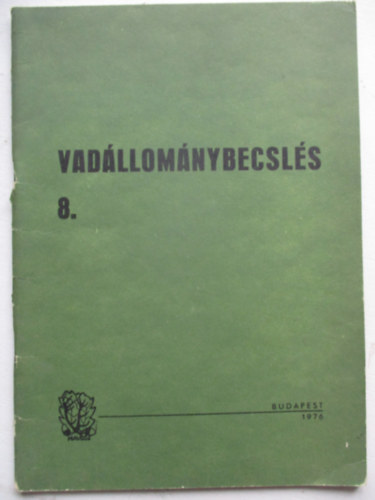 VADÁLLOMÁNYBECSLÉS
8.
BUDAPEST
1976